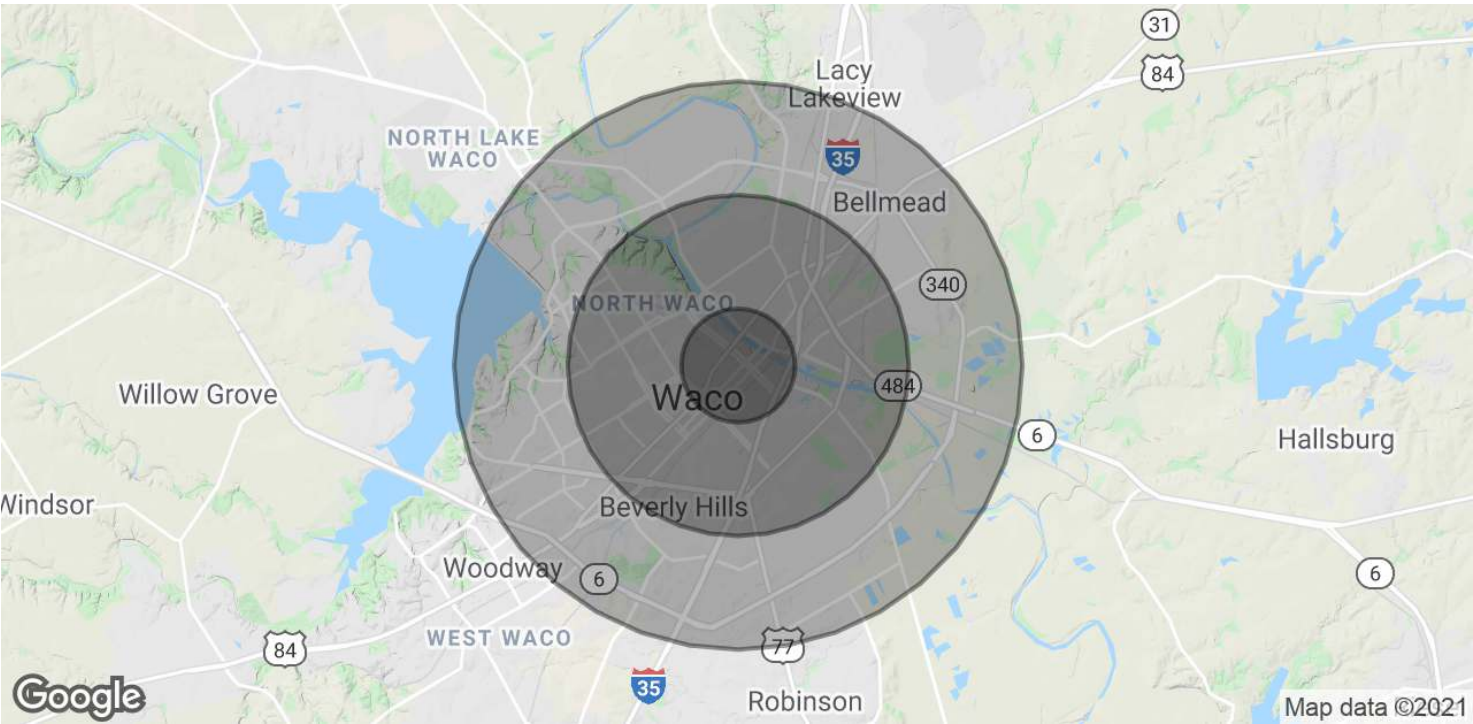 31
84
Lacy
Lakeview
NORTH LAKE
WACO
35
Bellmead
340
NORTH WACO
Willow Grove
Waco
484
6
Hallsburg
Windsor
Beverly Hills
Woodway
6
6
WEST WACO
84
77
35
Robinson
Google
Map data ©2021